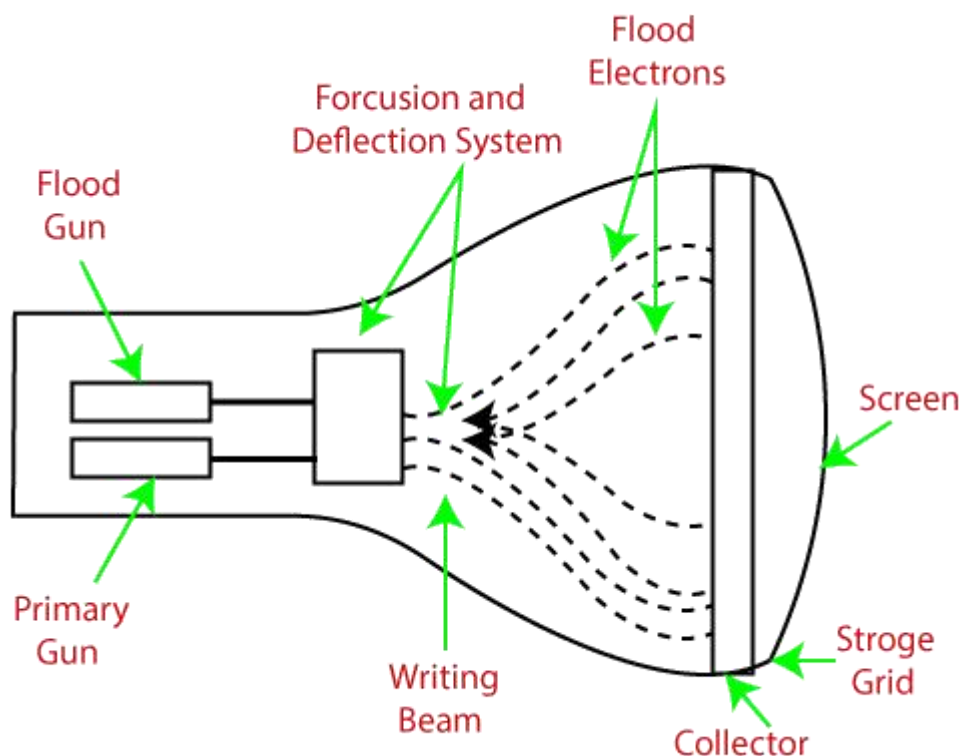 Flood
Electrons
Forcusion and
Deflection System
Flood
Gun
Screen
Primary
Gun
Writing
Beam
Stroge
Grid
Collector